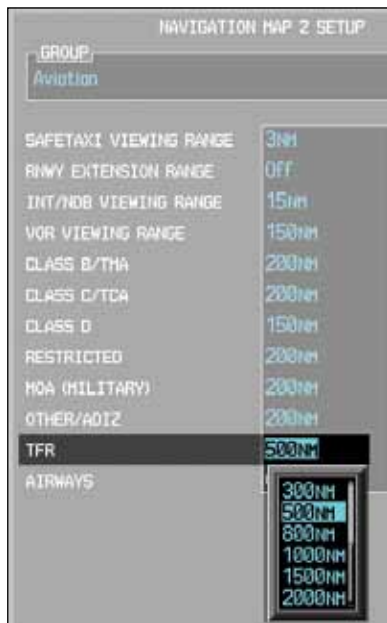 NAVIGATION MAP 2 SETUP
GROUP
Aviation
SAFETAXI VIEWING RANGE 3NM
RNWY EXTENSION RANGE Off
INT/NDB VIEWING RANGE 15NM
VOR VIEWING RANGE 150NM
CLASS B/TMA 200NM
CLASS C/TCA 200NM
CLASS D 150NM
RESTRICTED 200NM
MOA (MILITARY) 200NM
OTHER/ADIZ 200NM
TFR 500NM
AIRWAYS
300NM
500NM
800NM
1000NM
1500NM
2000NM